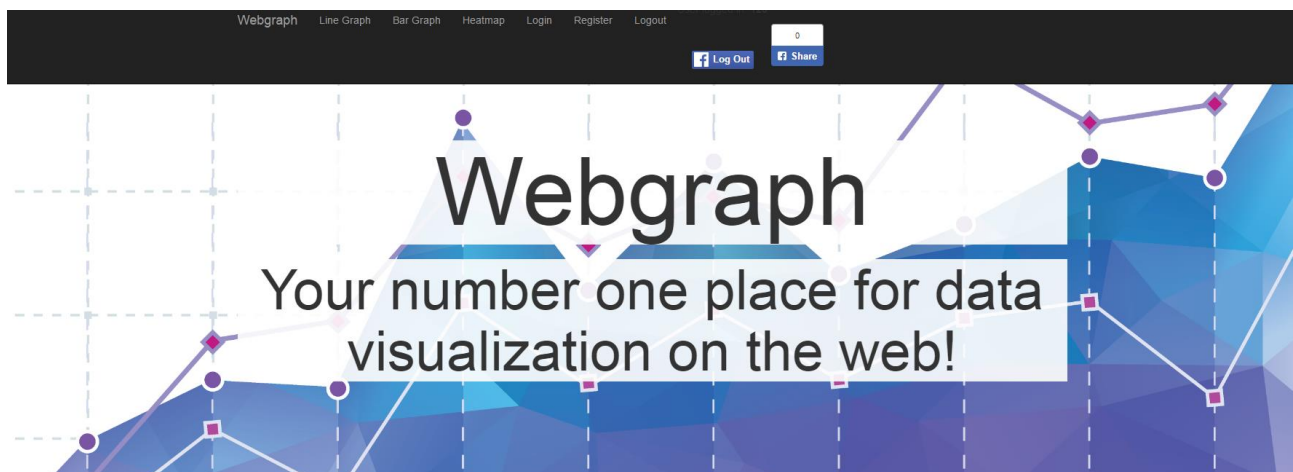 Webgraph Line Graph Bar Graph Heatmap Login Register Logout
0
Log Out Share
Webgraph
Your number one place for data
visualization on the web!